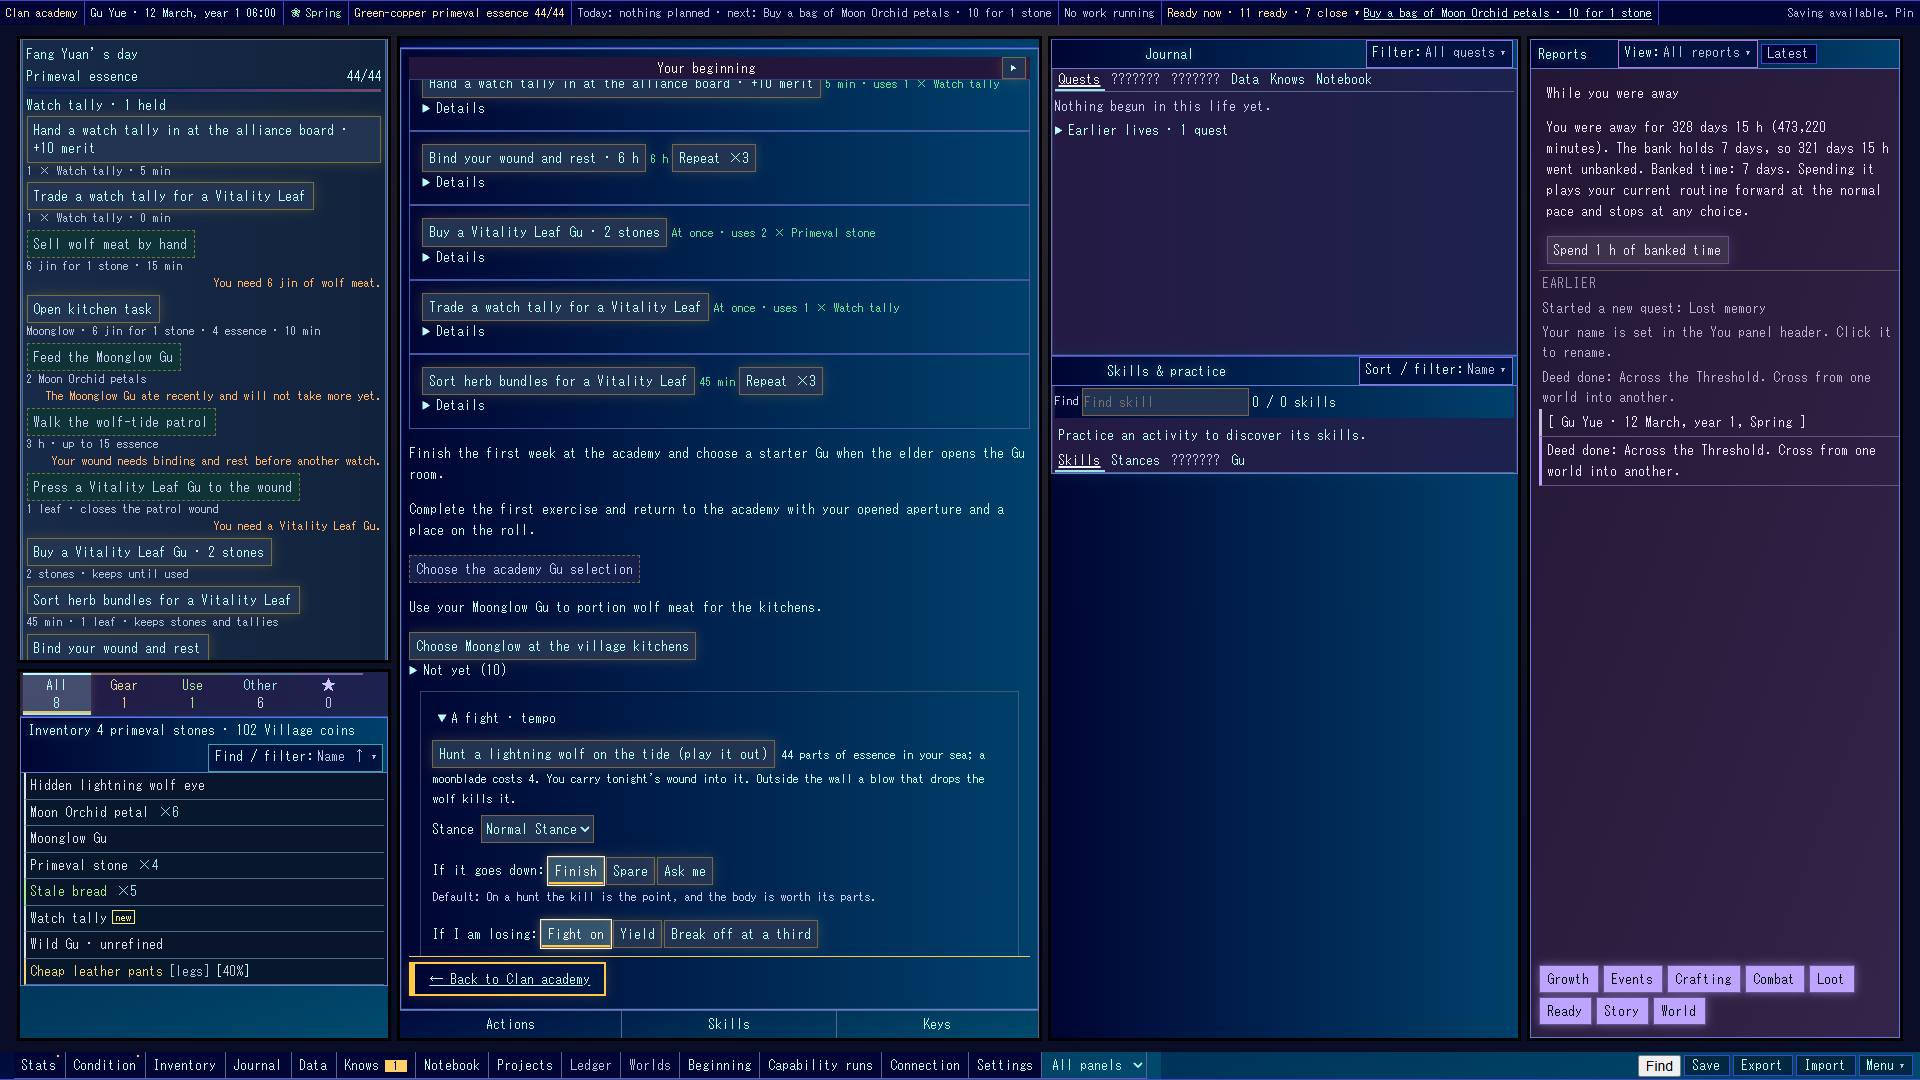 Clan academy
Gu Yue · 12 March, year 1 06:00
❀ Spring
Green-copper primeval essence 44/44
Today: nothing planned · next: Buy a bag of Moon Orchid petals · 10 for 1 stone
No work running
Ready now · 11 ready · 7 close ▾ Buy a bag of Moon Orchid petals · 10 for 1 stone
Saving available. Pin
Fang Yuan's day
Primeval essence 44/44
Watch tally · 1 held
Hand a watch tally in at the alliance board ·
+10 merit
1 × Watch tally · 5 min
Trade a watch tally for a Vitality Leaf
1 × Watch tally · 0 min
Sell wolf meat by hand
6 jin for 1 stone · 15 min
You need 6 jin of wolf meat.
Open kitchen task
Moonglow · 6 jin for 1 stone · 4 essence · 10 min
Feed the Moonglow Gu
2 Moon Orchid petals
The Moonglow Gu ate recently and will not take more yet.
Walk the wolf-tide patrol
3 h · up to 15 essence
Your wound needs binding and rest before another watch.
Press a Vitality Leaf Gu to the wound
1 leaf · closes the patrol wound
You need a Vitality Leaf Gu.
Buy a Vitality Leaf Gu · 2 stones
2 stones · keeps until used
Sort herb bundles for a Vitality Leaf
45 min · 1 leaf · keeps stones and tallies
Bind your wound and rest
All 8
Gear 1
Use 1
Other 6
★ 0
Inventory 4 primeval stones · 102 Village coins
Find / filter: Name ↑ ▾
Hidden lightning wolf eye
Moon Orchid petal ×6
Moonglow Gu
Primeval stone ×4
Stale bread ×5
Watch tally new
Wild Gu · unrefined
Cheap leather pants [legs] [40%]
Your beginning
▸
Hand a watch tally in at the alliance board · +10 merit 5 min · uses 1 × Watch tally
▶ Details
Bind your wound and rest · 6 h 6 h Repeat ×3
▶ Details
Buy a Vitality Leaf Gu · 2 stones At once · uses 2 × Primeval stone
▶ Details
Trade a watch tally for a Vitality Leaf At once · uses 1 × Watch tally
▶ Details
Sort herb bundles for a Vitality Leaf 45 min Repeat ×3
▶ Details
Finish the first week at the academy and choose a starter Gu when the elder opens the Gu
room.
Complete the first exercise and return to the academy with your opened aperture and a
place on the roll.
Choose the academy Gu selection
Use your Moonglow Gu to portion wolf meat for the kitchens.
Choose Moonglow at the village kitchens
▶ Not yet (10)
▼ A fight · tempo
Hunt a lightning wolf on the tide (play it out) 44 parts of essence in your sea; a
moonblade costs 4. You carry tonight's wound into it. Outside the wall a blow that drops the
wolf kills it.
Stance Normal Stance
If it goes down: Finish Spare Ask me
Default: On a hunt the kill is the point, and the body is worth its parts.
If I am losing: Fight on Yield Break off at a third
← Back to Clan academy
Actions Skills Keys
Journal
Filter: All quests ▾
Quests ??????? ??????? Data Knows Notebook
Nothing begun in this life yet.
▶ Earlier lives · 1 quest
Skills & practice
Sort / filter: Name ▾
Find Find skill 0 / 0 skills
Practice an activity to discover its skills.
Skills Stances ??????? Gu
Reports
View: All reports ▾
Latest
While you were away
You were away for 328 days 15 h (473,220
minutes). The bank holds 7 days, so 321 days 15 h
went unbanked. Banked time: 7 days. Spending it
plays your current routine forward at the normal
pace and stops at any choice.
Spend 1 h of banked time
EARLIER
Started a new quest: Lost memory
Your name is set in the You panel header. Click it
to rename.
Deed done: Across the Threshold. Cross from one
world into another.
[ Gu Yue · 12 March, year 1, Spring ]
Deed done: Across the Threshold. Cross from one
world into another.
Growth Events Crafting Combat Loot
Ready Story World
Stats Condition Inventory Journal Data Knows 1 Notebook Projects Ledger Worlds Beginning Capability runs Connection Settings All panels
Find Save Export Import Menu ▾